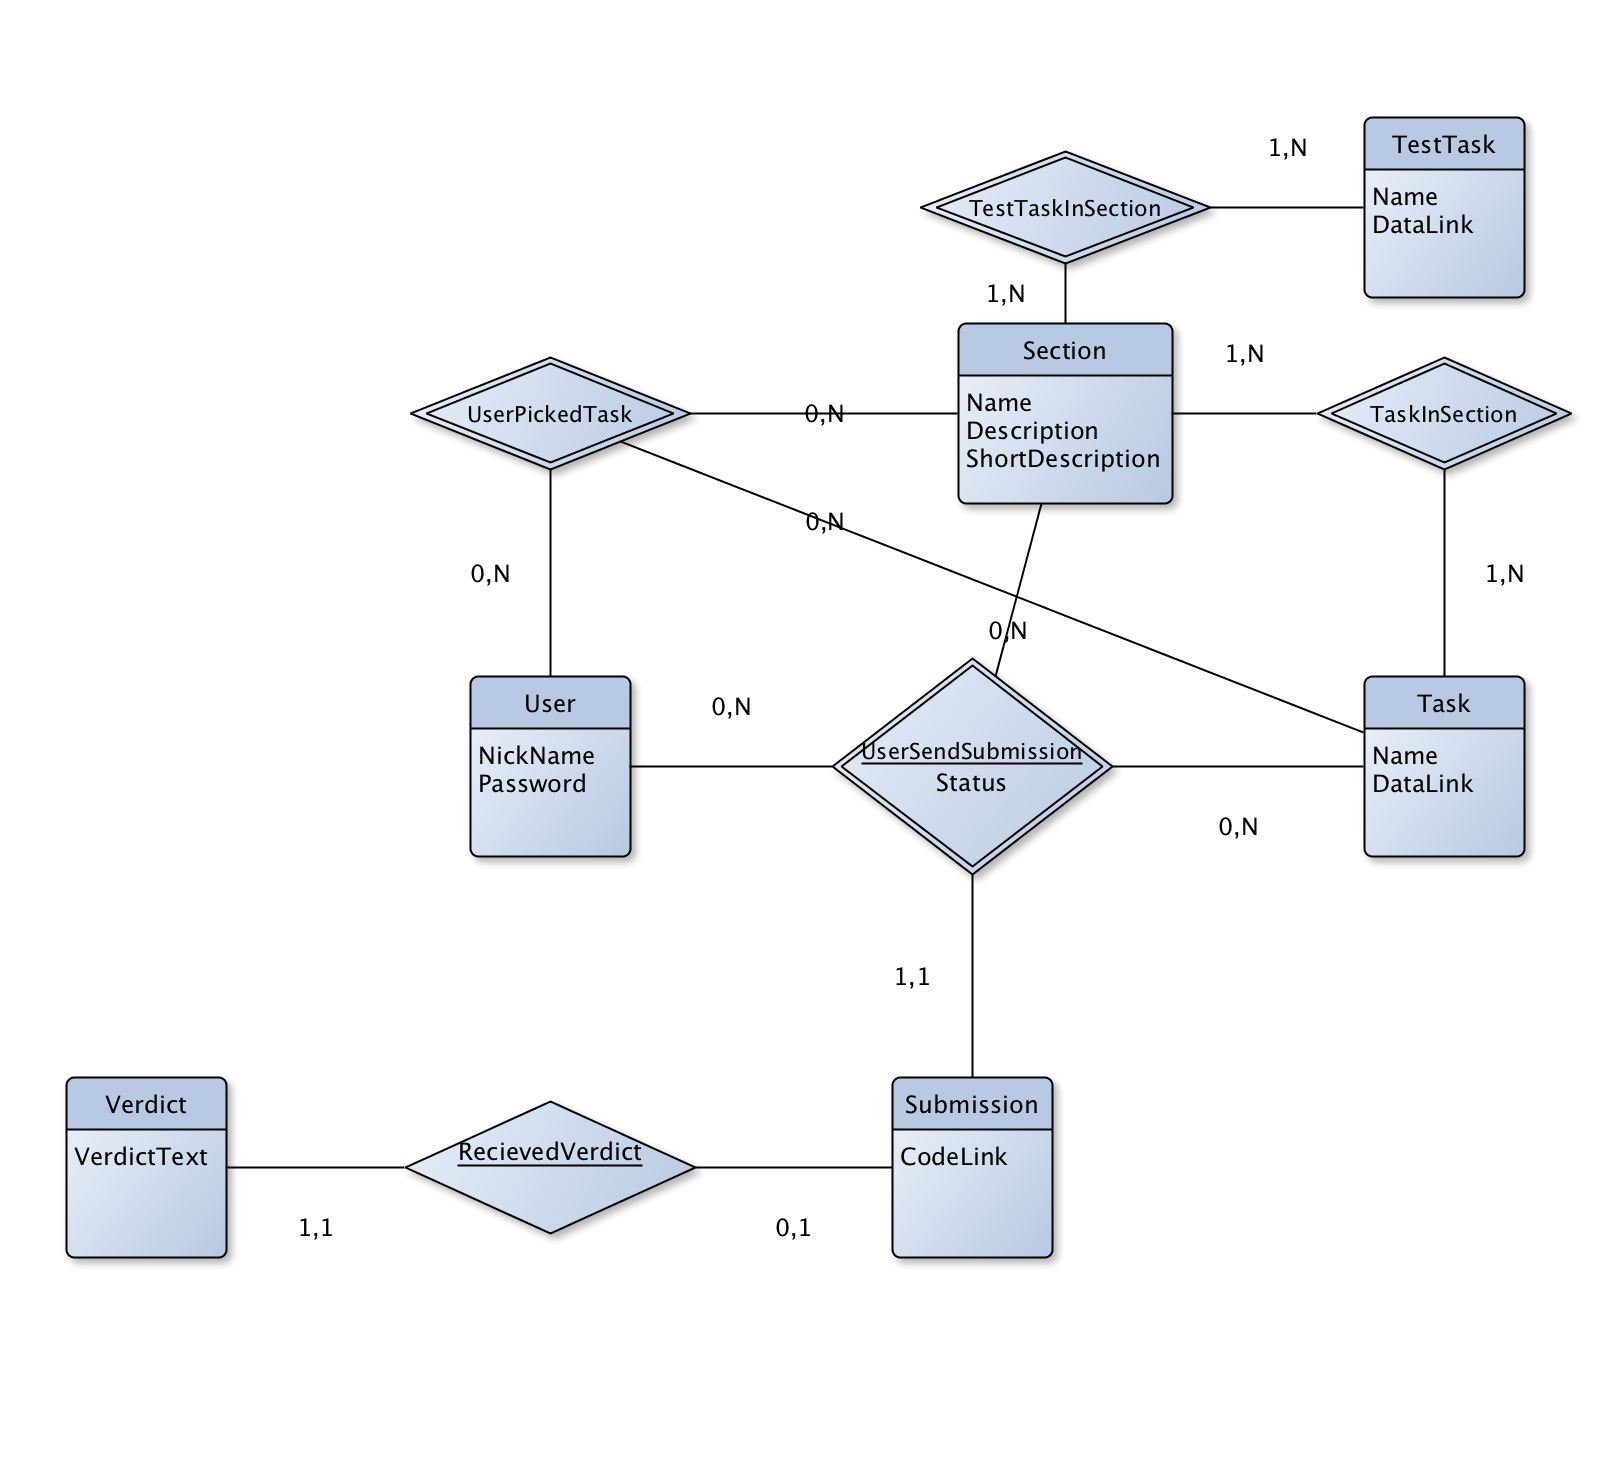 TestTask
1,N
Name
DataLink
TestTaskInSection
1,N
Section
1,N
Name
Description
ShortDescription
UserPickedTask
0,N
TaskInSection
0,N
0,N
1,N
0,N
User
NickName
Password
0,N
UserSendSubmission
Status
Task
Name
DataLink
0,N
1,1
Verdict
VerdictText
RecievedVerdict
Submission
CodeLink
1,1
0,1